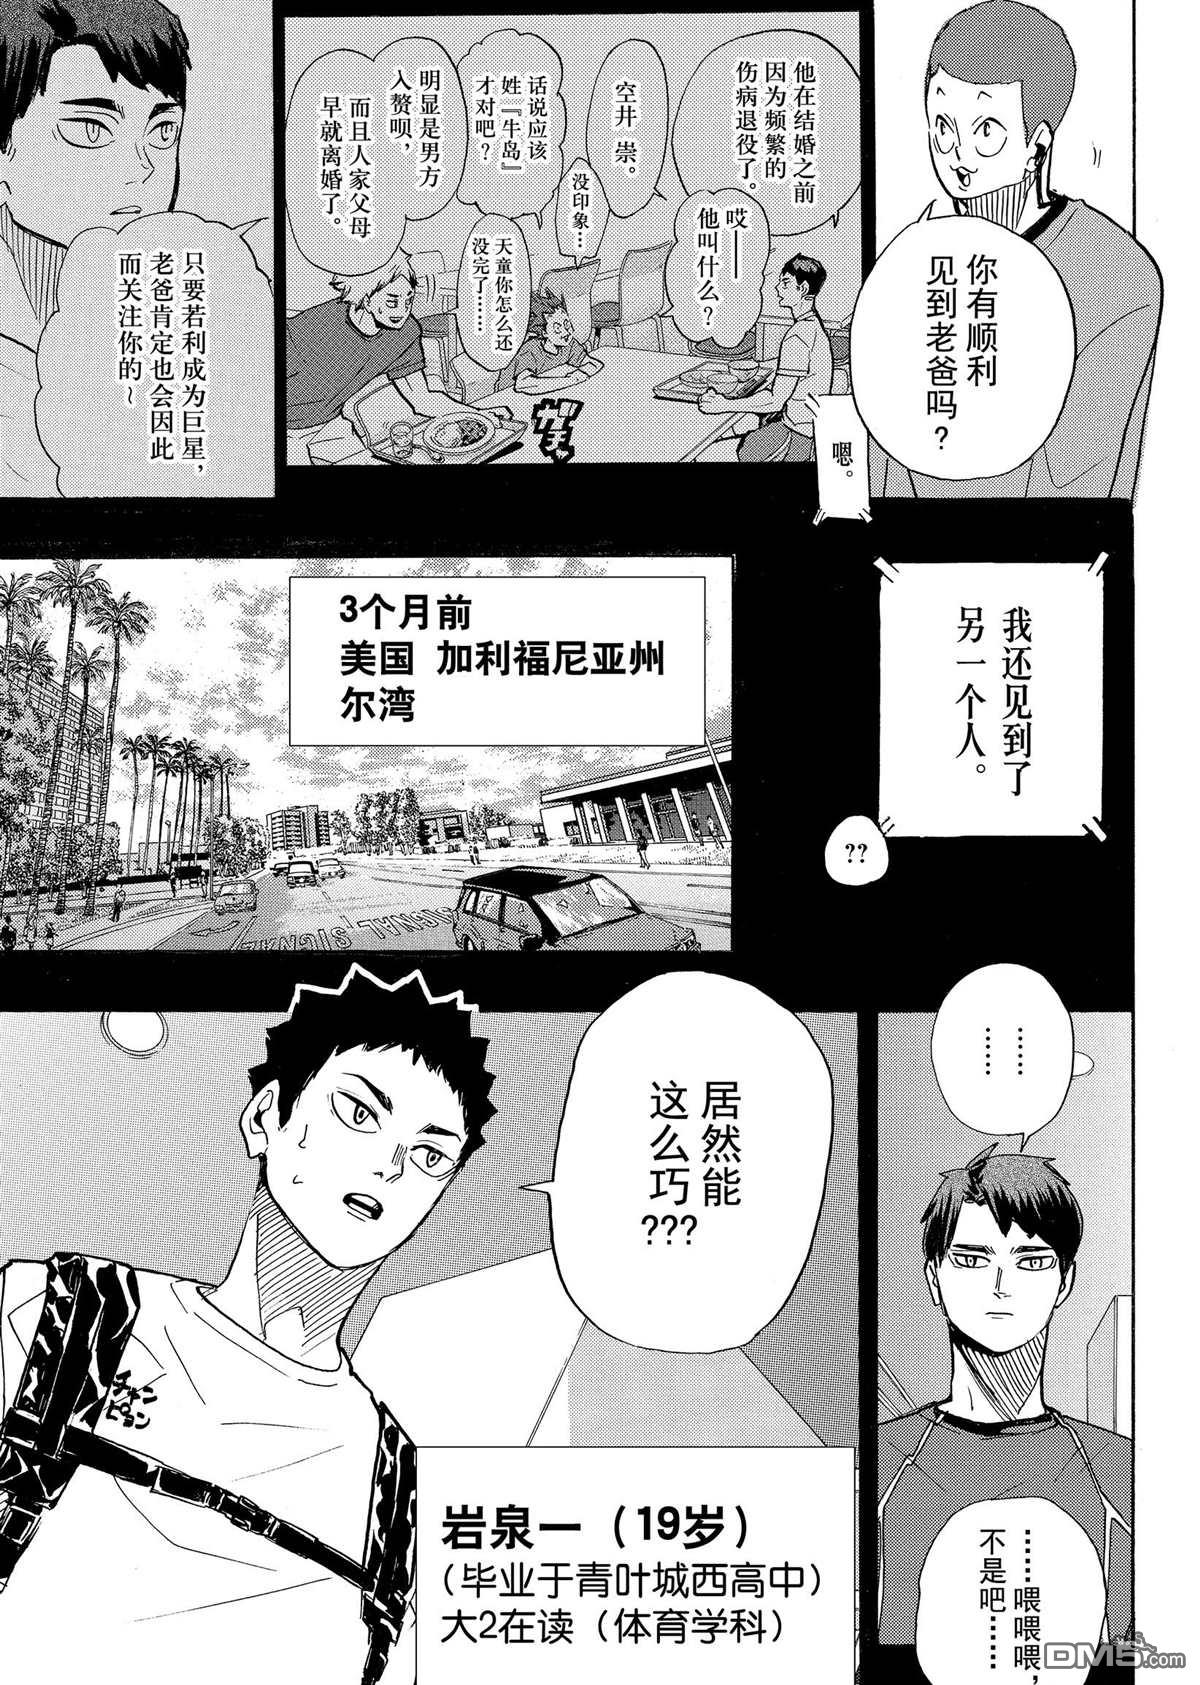 你有顺利
见到老爸吗?
嗯。
他在结婚之前
因为频繁的
伤病退役了。
哎——
他叫什么?
空井 崇。
没印象…
话说应该
姓『牛岛』
才对吧?
天童你怎么还
没完了……
明显是男方
入赘呗,
而且人家父母
早就离婚了。
只要若利成为巨星,
老爸肯定也会因此
而关注你的~
我还见到了
另一个人。
??
3个月前
美国 加利福尼亚州
尔湾
SIGNAL
SIGNAL
……
……
……喂喂喂,
不是吧……
居然能
这么巧
???
チャン
ピヨン
岩泉一(19岁)
(毕业于青叶城西高中)
大2在读(体育学科)
DM5.com